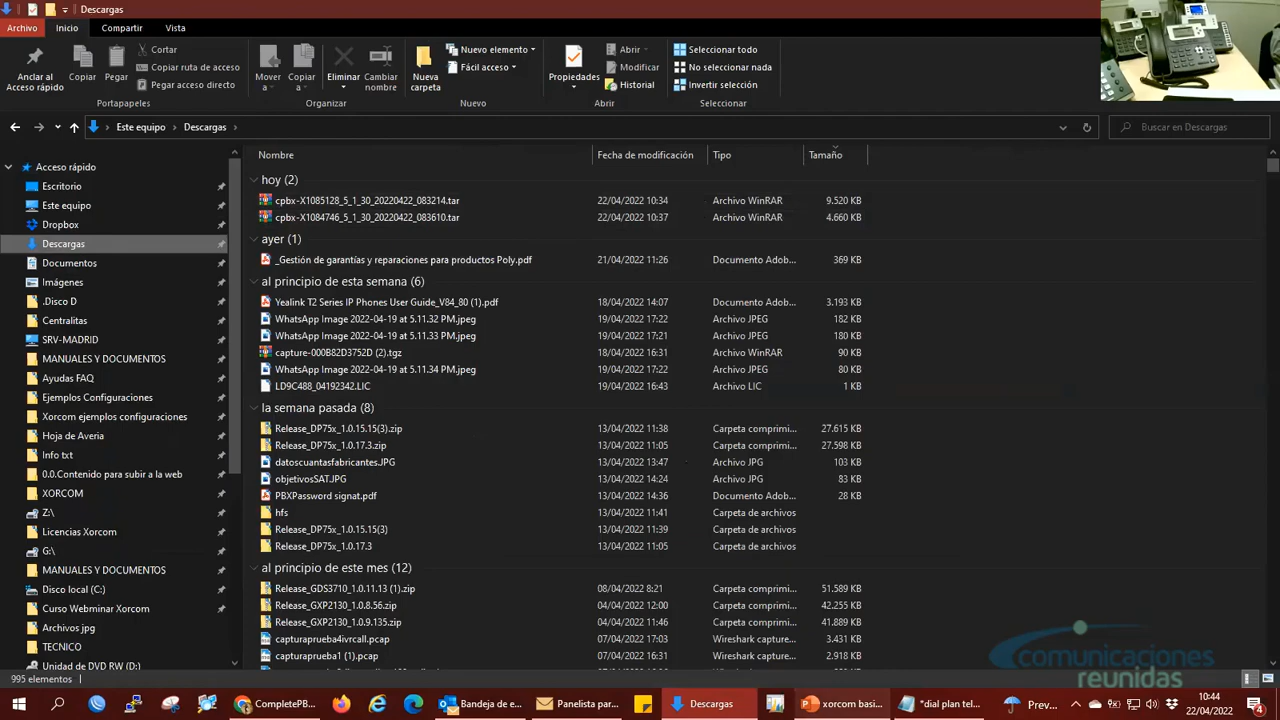 Descargas
Archivo Inicio Compartir Vista
Anclar al Acceso rápido
Copiar
Pegar
Cortar
Copiar ruta de acceso
Pegar acceso directo
Portapapeles
Mover a
Copiar a
Eliminar
Cambiar nombre
Organizar
Nueva carpeta
Nuevo elemento
Fácil acceso
Nuevo
Propiedades
Abrir
Modificar
Historial
Abrir
Seleccionar todo
No seleccionar nada
Invertir selección
Seleccionar
Este equipo > Descargas >
Buscar en Descargas
Acceso rápido
Escritorio
Este equipo
Dropbox
Descargas
Documentos
Imágenes
.Disco D
Centralitas
SRV-MADRID
MANUALES Y DOCUMENTOS
Ayudas FAQ
Ejemplos Configuraciones
Xorcom ejemplos configuraciones
Hoja de Averia
Info txt
0.0.Contenido para subir a la web
XORCOM
Z:\
Licencias Xorcom
G:\
MANUALES Y DOCUMENTOS
Disco local (C:)
Curso Webminar Xorcom
Archivos jpg
TECNICO
Unidad de DVD RW (D:)
Nombre Fecha de modificación Tipo Tamaño
hoy (2)
cpbx-X1085128_5_1_30_20220422_083214.tar 22/04/2022 10:34 Archivo WinRAR 9.520 KB
cpbx-X1084746_5_1_30_20220422_083610.tar 22/04/2022 10:37 Archivo WinRAR 4.660 KB
ayer (1)
_Gestión de garantías y reparaciones para productos Poly.pdf 21/04/2022 11:26 Documento Adob... 369 KB
al principio de esta semana (6)
Yealink T2 Series IP Phones User Guide_V84_80 (1).pdf 18/04/2022 14:07 Documento Adob... 3.193 KB
WhatsApp Image 2022-04-19 at 5.11.32 PM.jpeg 19/04/2022 17:22 Archivo JPEG 182 KB
WhatsApp Image 2022-04-19 at 5.11.33 PM.jpeg 19/04/2022 17:21 Archivo JPEG 180 KB
capture-000B82D3752D (2).tgz 18/04/2022 16:31 Archivo WinRAR 90 KB
WhatsApp Image 2022-04-19 at 5.11.34 PM.jpeg 19/04/2022 17:22 Archivo JPEG 80 KB
LD9C488_04192342.LIC 19/04/2022 16:43 Archivo LIC 1 KB
la semana pasada (8)
Release_DP75x_1.0.15.15(3).zip 13/04/2022 11:38 Carpeta comprimi... 27.615 KB
Release_DP75x_1.0.17.3.zip 13/04/2022 11:05 Carpeta comprimi... 27.598 KB
datoscuantasfabricantes.JPG 13/04/2022 13:47 Archivo JPG 103 KB
objetivosSAT.JPG 13/04/2022 14:24 Archivo JPG 83 KB
PBXPassword signat.pdf 13/04/2022 14:36 Documento Adob... 28 KB
hfs 13/04/2022 11:41 Carpeta de archivos
Release_DP75x_1.0.15.15(3) 13/04/2022 11:39 Carpeta de archivos
Release_DP75x_1.0.17.3 13/04/2022 11:05 Carpeta de archivos
al principio de este mes (12)
Release_GDS3710_1.0.11.13 (1).zip 08/04/2022 8:21 Carpeta comprimi... 51.589 KB
Release_GXP2130_1.0.8.56.zip 04/04/2022 12:00 Carpeta comprimi... 42.255 KB
Release_GXP2130_1.0.9.135.zip 04/04/2022 11:46 Carpeta comprimi... 41.889 KB
capturaprueba4ivrcall.pcap 07/04/2022 17:03 Wireshark capture... 3.431 KB
capturaprueba1 (1).pcap 07/04/2022 16:56 Wireshark capture... 2.918 KB
comunicaciones
reunidas
995 elementos
CompletePB... Bandeja de e... Panelista par... Descargas xorcom basi... *dial plan tel... Prev... 10:44
22/04/2022
4